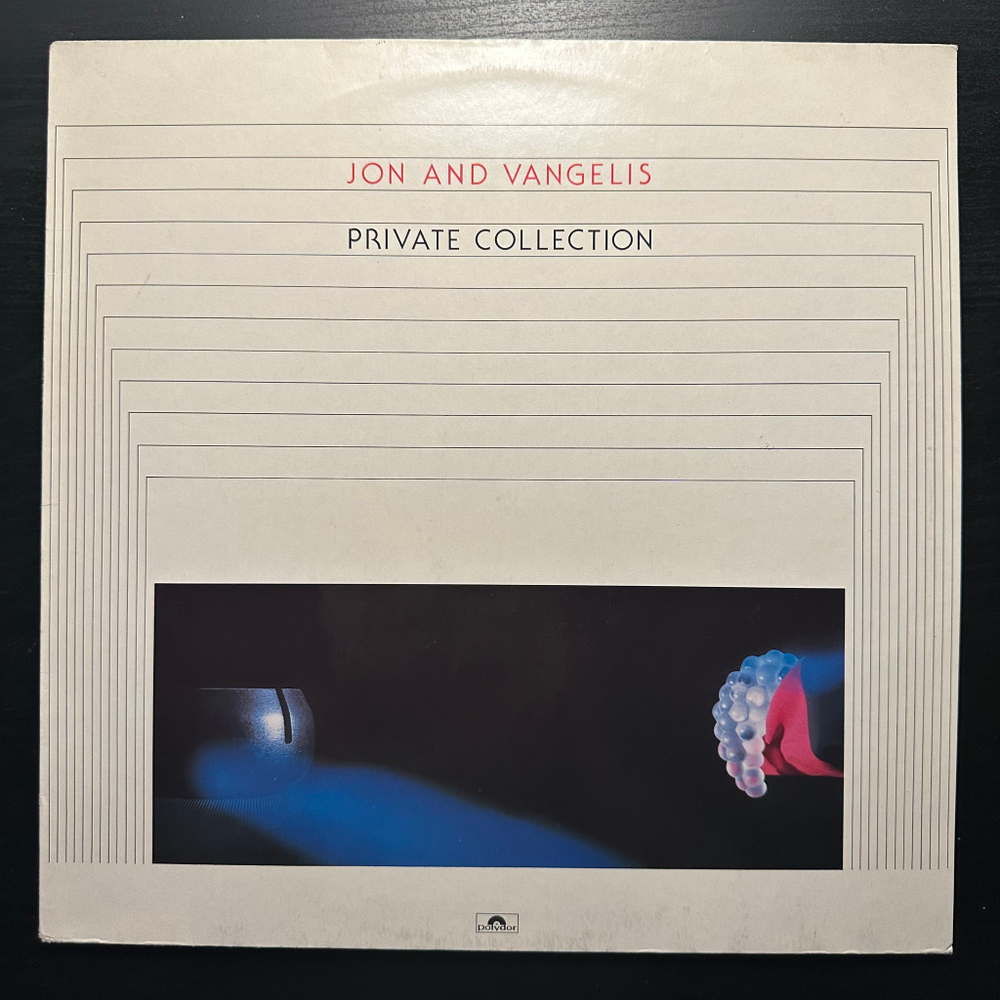 JON AND VANGELIS
PRIVATE COLLECTION
polydor